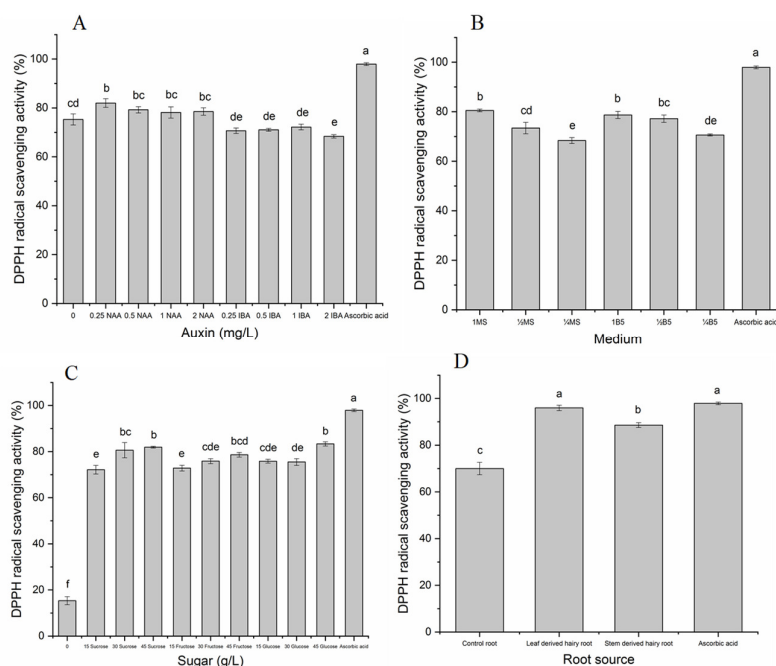 A
DPPH radical scavenging activity (%)
100
80
60
40
20
0
cd
b
bc
bc
bc
de
de
de
e
a
0
0.25 NAA
0.5 NAA
1 NAA
2 NAA
0.25 IBA
0.5 IBA
1 IBA
2 IBA
Ascorbic acid
Auxin (mg/L)
B
DPPH radical scavenging activity (%)
100
80
60
40
20
0
b
cd
e
b
bc
de
a
1MS
½MS
¼MS
1B5
½B5
¼B5
Ascorbic acid
Medium
C
DPPH radical scavenging activity (%)
100
80
60
40
20
0
f
e
bc
b
e
cde
bcd
cde
de
b
a
0
15 Sucrose
30 Sucrose
45 Sucrose
15 Fructose
30 Fructose
45 Fructose
15 Glucose
30 Glucose
45 Glucose
Ascorbic acid
Sugar (g/L)
D
DPPH radical scavenging activity (%)
100
80
60
40
20
0
c
a
b
a
Control root
Leaf derived hairy root
Stem derived hairy root
Ascorbic acid
Root source